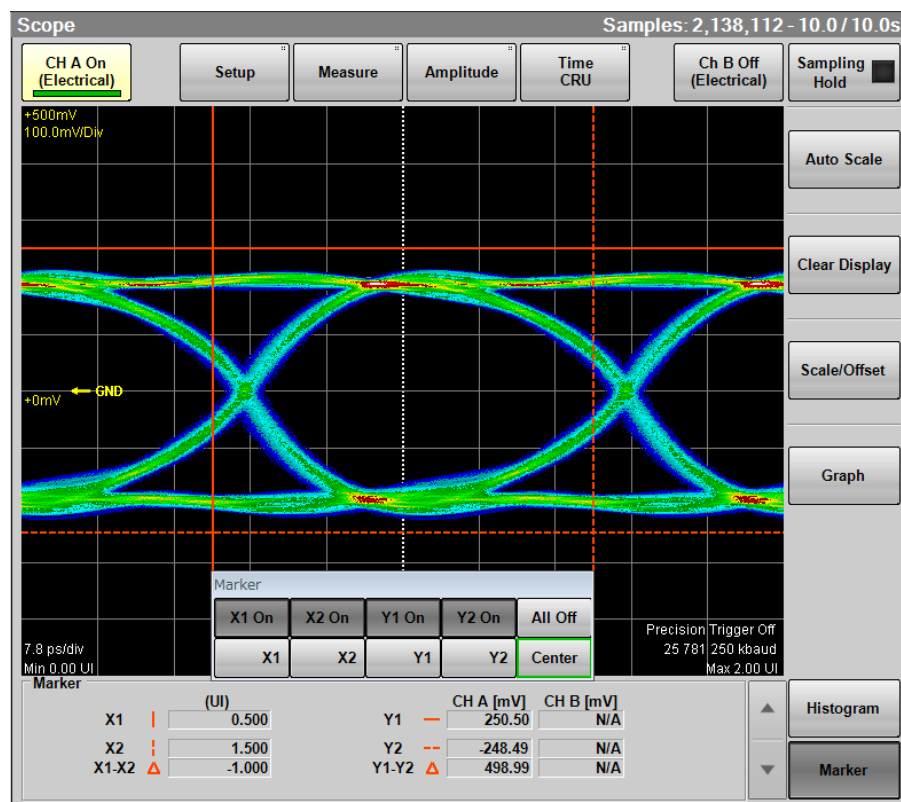 Scope
Samples: 2,138,112 - 10.0 / 10.0s
CH A On
(Electrical)
Setup
Measure
Amplitude
Time
CRU
Ch B Off
(Electrical)
Sampling
Hold
+500mV
100.0mV/Div
Auto Scale
Clear Display
Scale/Offset
Graph
GND
+0mV
Marker
X1 On
X2 On
Y1 On
Y2 On
All Off
X1
X2
Y1
Y2
Center
7.8 ps/div
Min 0.00 UI
Precision Trigger Off
25 781 250 kbaud
Max 2.00 UI
Marker
(UI)
CH A [mV] CH B [mV]
X1 0.500 Y1 250.50 N/A
X2 1.500 Y2 -248.49 N/A
X1-X2 Δ -1.000 Y1-Y2 Δ 498.99 N/A
Histogram
Marker